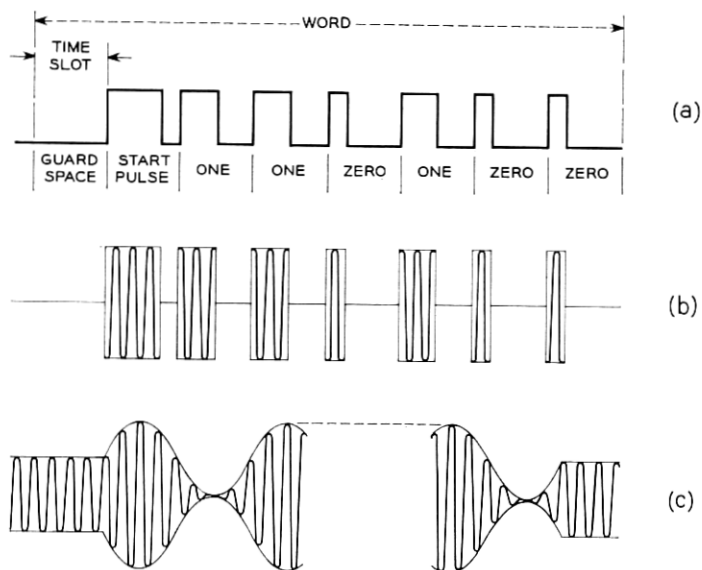 WORD
TIME
SLOT
(a)
GUARD
SPACE
START
PULSE
ONE
ONE
ZERO
ONE
ZERO
ZERO
(b)
(c)